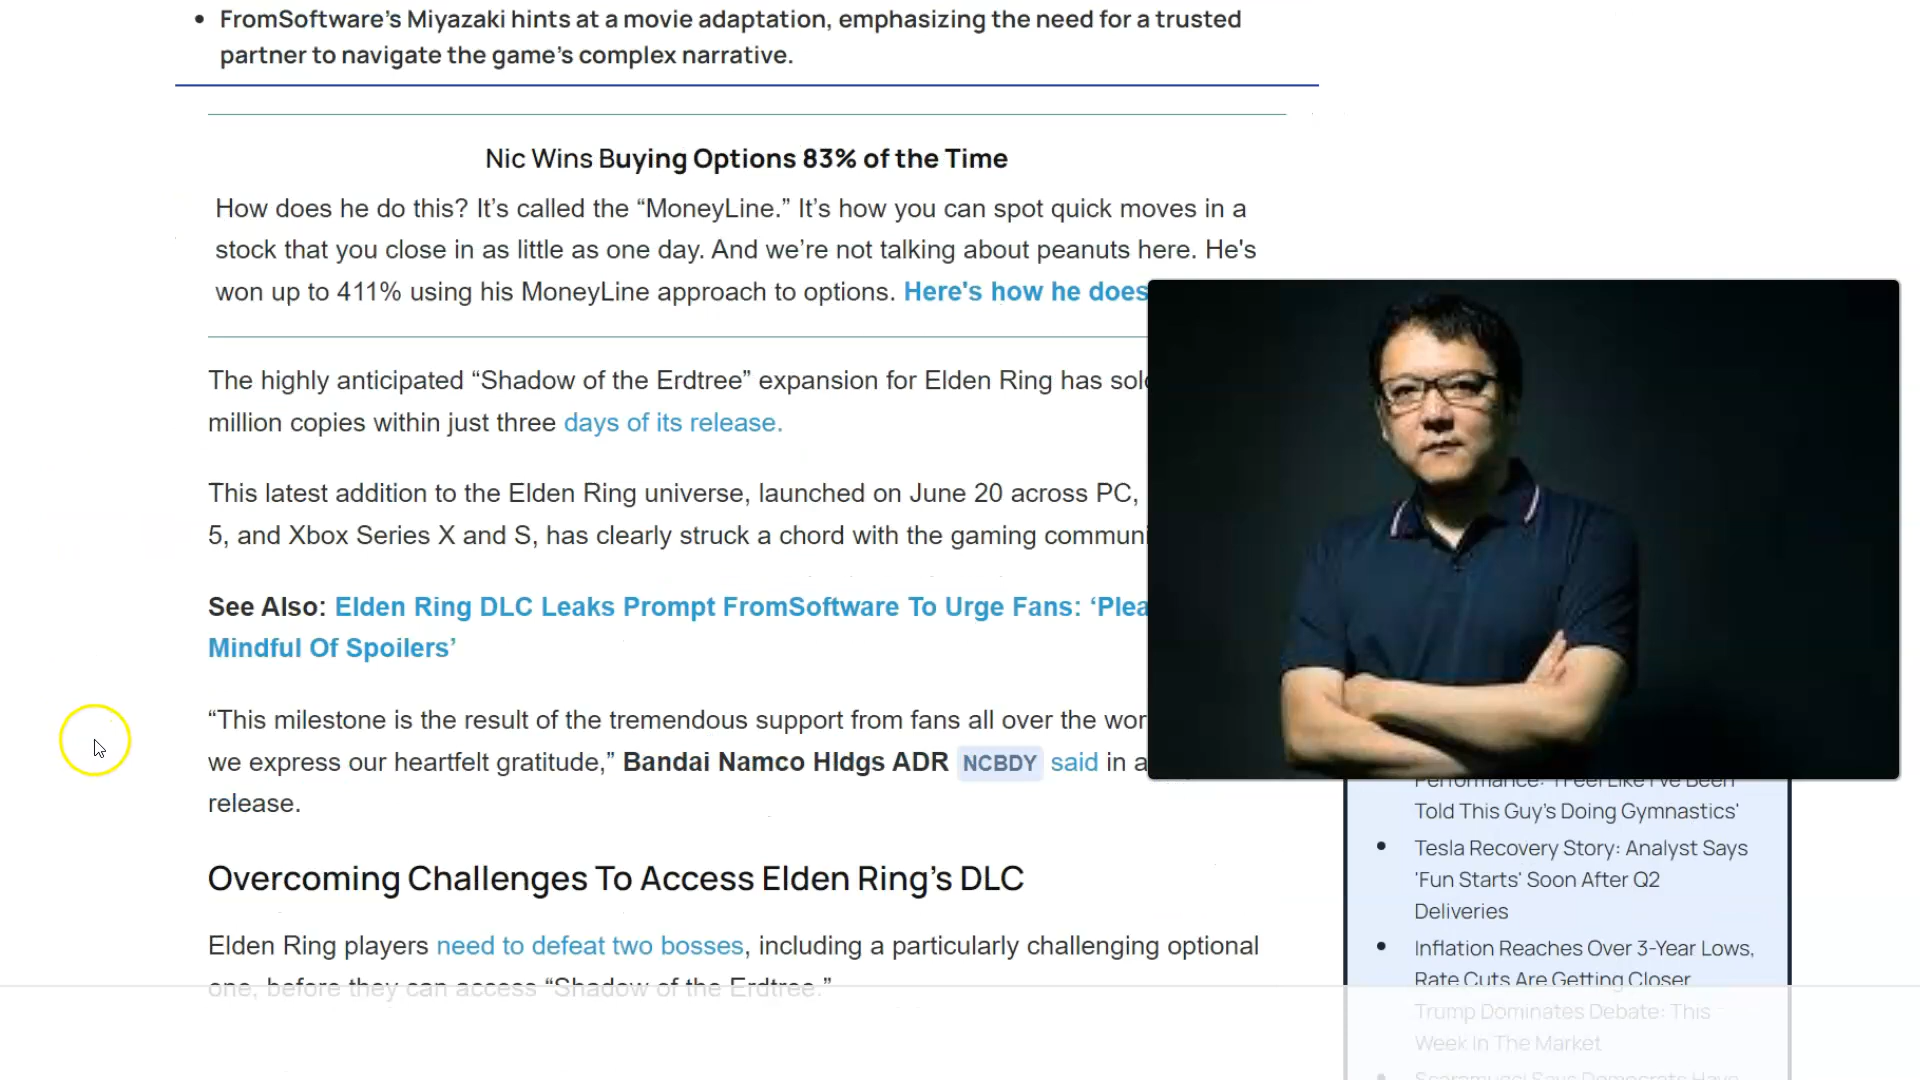 FromSoftware's Miyazaki hints at a movie adaptation, emphasizing the need for a trusted
partner to navigate the game's complex narrative.
Nic Wins Buying Options 83% of the Time
How does he do this? It's called the “MoneyLine.” It's how you can spot quick moves in a
stock that you close in as little as one day. And we're not talking about peanuts here. He's
won up to 411% using his MoneyLine approach to options. Here's how he does
The highly anticipated “Shadow of the Erdtree” expansion for Elden Ring has
million copies within just three days of its release.
This latest addition to the Elden Ring universe, launched on June 20 across PC,
5, and Xbox Series X and S, has clearly struck a chord with the gaming
See Also: Elden Ring DLC Leaks Prompt FromSoftware To Urge Fans:
Mindful Of Spoilers’
“This milestone is the result of the tremendous support from fans all over the
we express our heartfelt gratitude,” Bandai Namco Hldgs ADR NCBDY said in a
release.
Overcoming Challenges To Access Elden Ring's DLC
Elden Ring players need to defeat two bosses, including a particularly challenging optional
one, before they can access “Shadow of the Erdtree.”
Performance: 'I Feel Like I've Been
Told This Guy's Doing Gymnastics'
Tesla Recovery Story: Analyst Says
'Fun Starts' Soon After Q2
Deliveries
Inflation Reaches Over 3-Year Lows,
Rate Cuts Are Getting Closer
Trump Dominates Debate: This
Week In The Market
Scaramucci Says Democrats Have